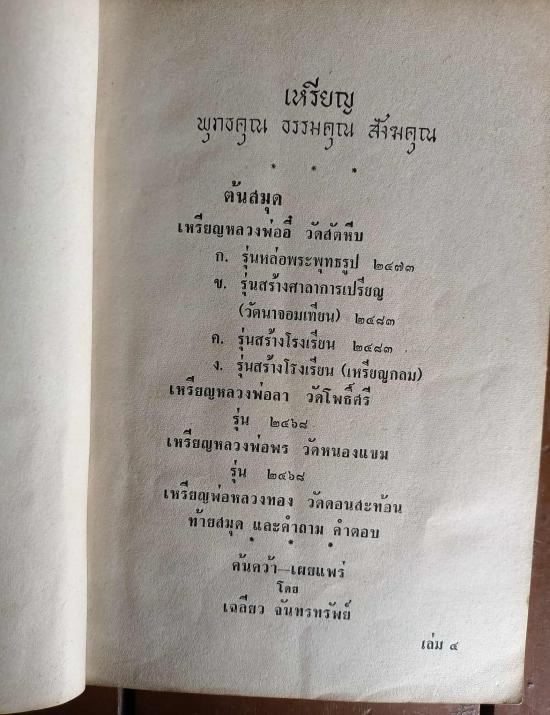 เหรียญ
พุทธคุณ ธรรมคุณ สังฆคุณ
* * *
ต้นสมุด
เหรียญหลวงพ่ออี๋ วัดสัตหีบ
ก. รุ่นหล่อพระพุทธรูป ๒๔๗๓
ข. รุ่นสร้างศาลาการเปรียญ
(วัดนาจอมเทียน) ๒๔๘๓
ค. รุ่นสร้างโรงเรียน ๒๔๘๓
ง. รุ่นสร้างโรงเรียน (เหรียญกลม)
เหรียญหลวงพ่อลา วัดโพธิ์ศรี
รุ่น ๒๔๖๘
เหรียญหลวงพ่อพร วัดหนองแขม
รุ่น ๒๔๖๘
เหรียญพ่อหลวงทอง วัดดอนสะท้อน
ท้ายสมุด และคำถาม คำตอบ
* * *
ค้นคว้า—เผยแพร่
โดย
เฉลียว จันทรทรัพย์
เล่ม ๔